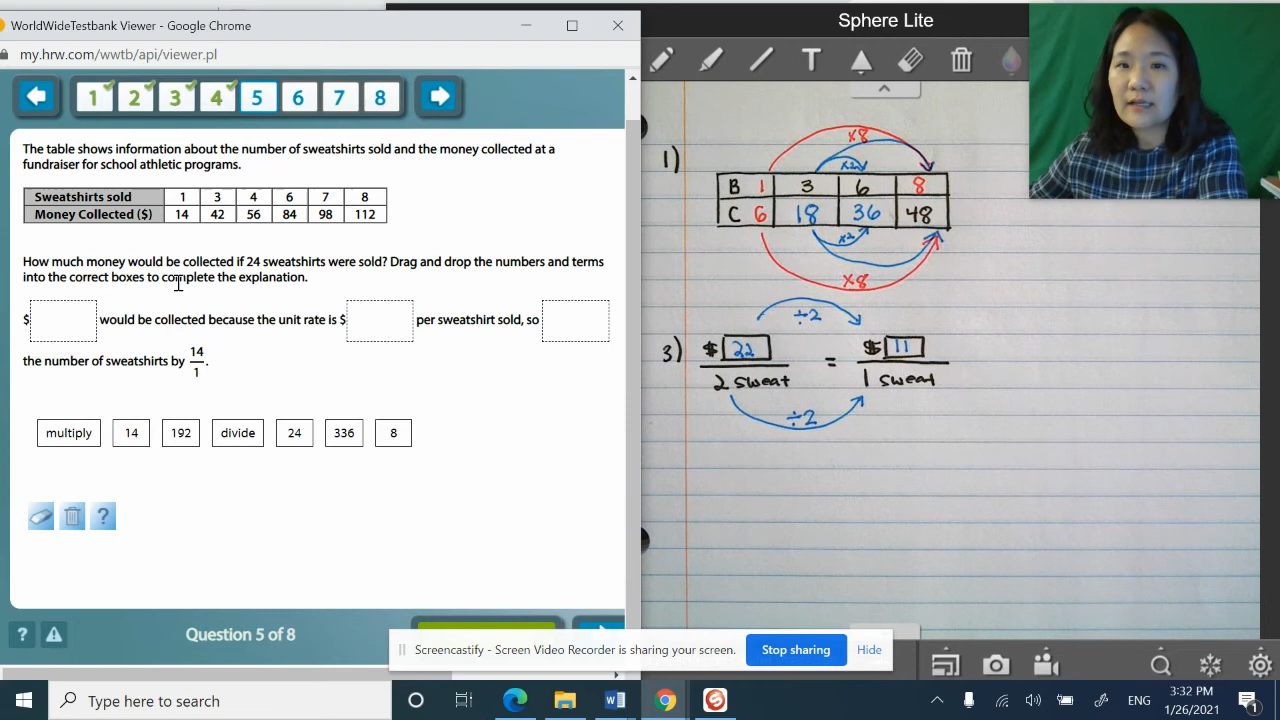 WorldWideTestbank Viewer - Google Chrome
my.hrw.com/wwtb/api/viewer.pl
1 2 3 4 5 6 7 8
The table shows information about the number of sweatshirts sold and the money collected at a
fundraiser for school athletic programs.
Sweatshirts sold 1 3 4 6 7 8
Money Collected ($) 14 42 56 84 98 112
How much money would be collected if 24 sweatshirts were sold? Drag and drop the numbers and terms
into the correct boxes to complete the explanation.
$ would be collected because the unit rate is $ per sweatshirt sold, so
the number of sweatshirts by 14/1.
multiply 14 192 divide 24 336 8
?
? Question 5 of 8
Sphere Lite
T
×8
1) ×2
B 1 3 6 8
C 6 18 36 48
×2
×8
÷2
3) $ 22 = $ 11
2 sweat 1 sweat
÷2
Screencastify - Screen Video Recorder is sharing your screen. Stop sharing Hide
Type here to search
W
S
ENG
3:32 PM
1/26/2021
1